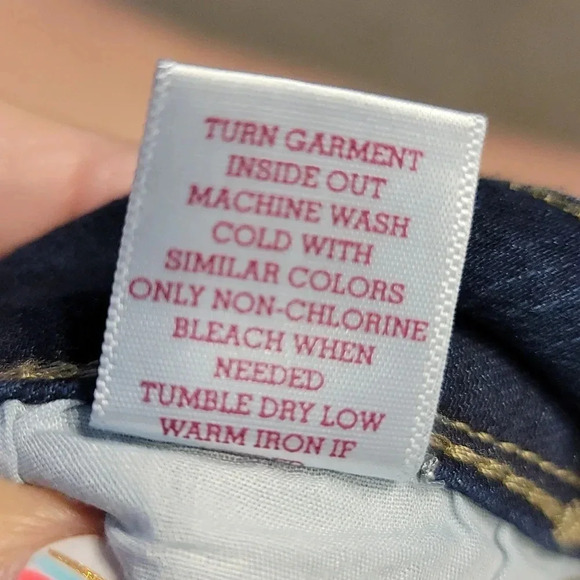 TURN GARMENT
INSIDE OUT
MACHINE WASH
COLD WITH
SIMILAR COLORS
ONLY NON-CHLORINE
BLEACH WHEN
NEEDED
TUMBLE DRY LOW
WARM IRON IF